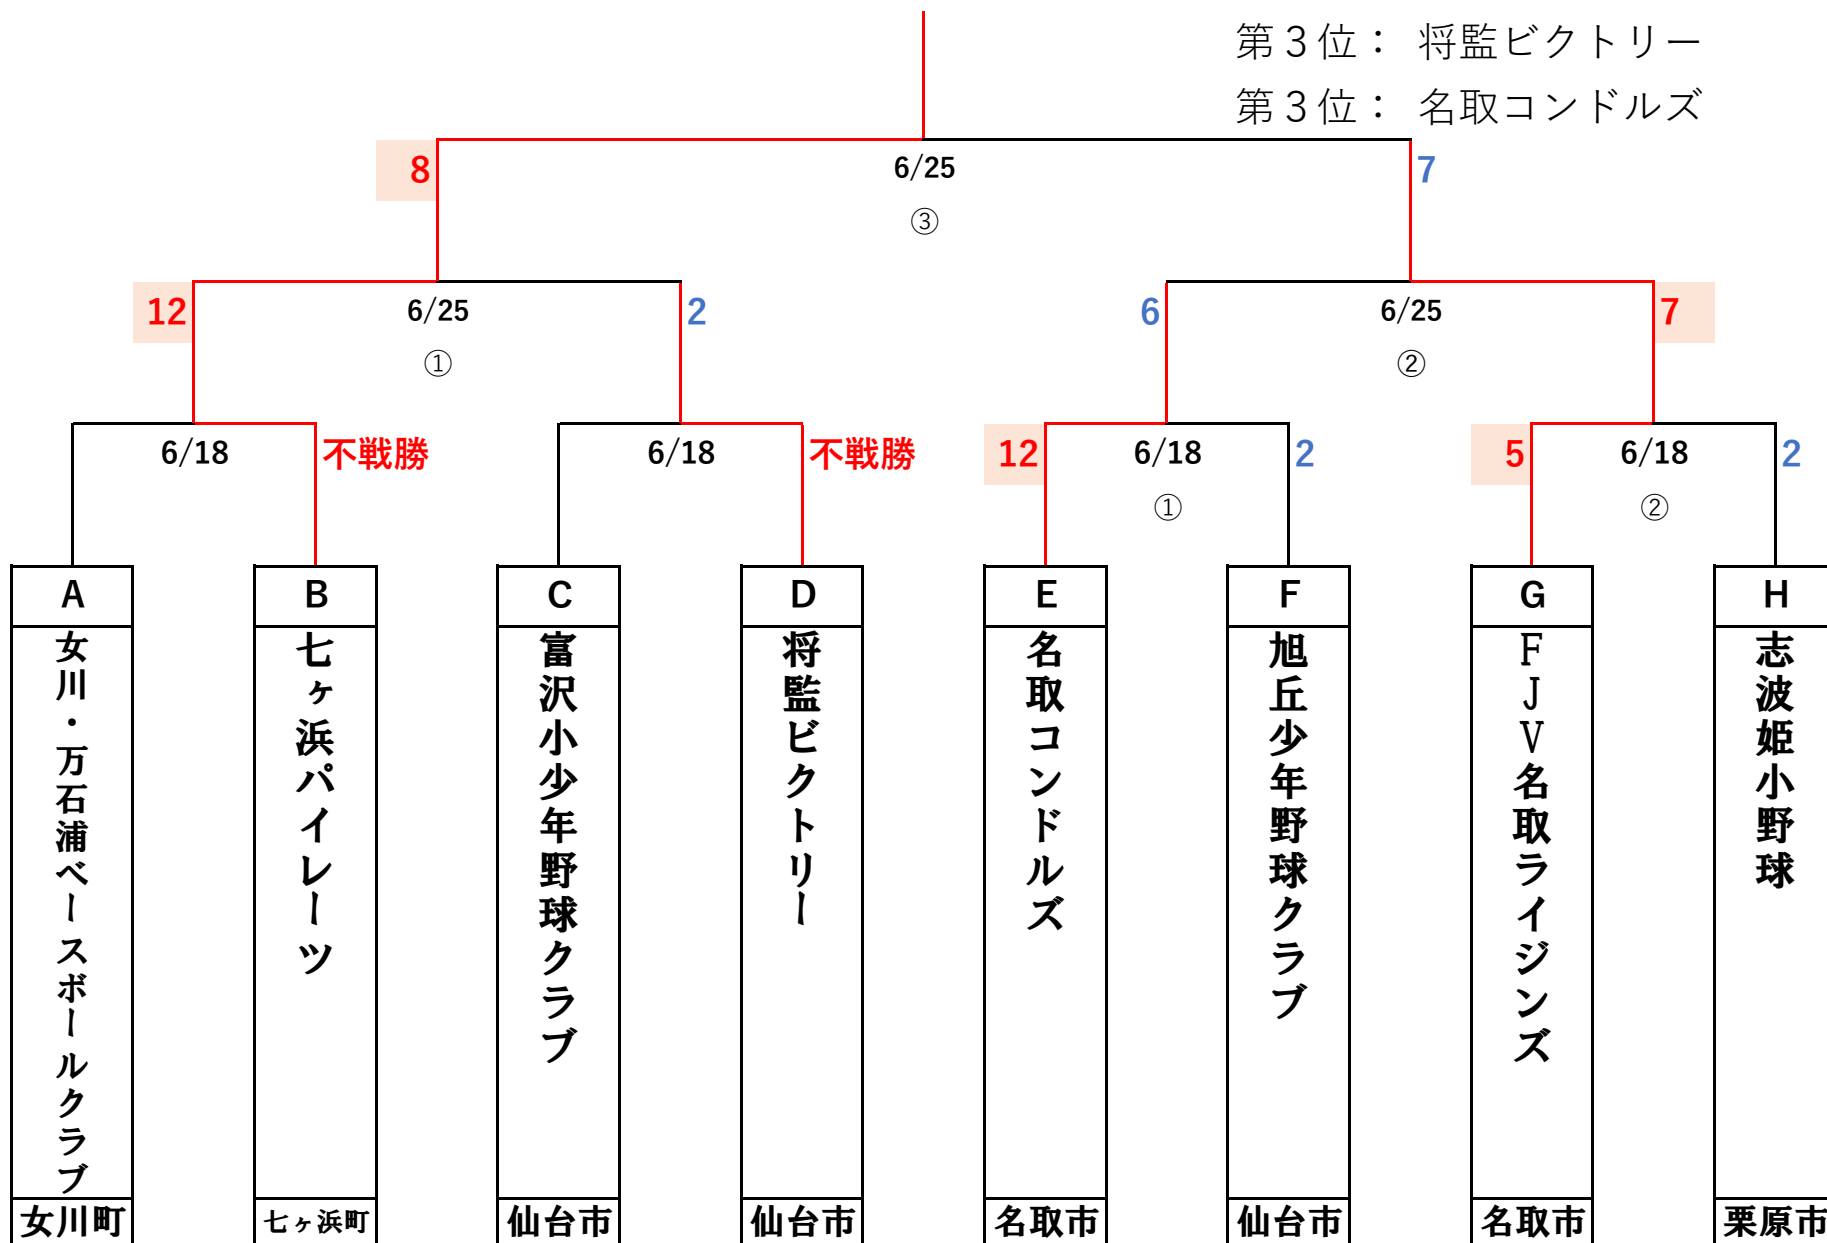 第３位： 将監ビクトリー
第３位： 名取コンドルズ
8
6/25
7
③
12
6/25
2
6
6/25
7
①
②
6/18
不戦勝
6/18
不戦勝
12
6/18
2
5
6/18
2
①
②
A
B
C
D
E
F
G
H
女川・万石浦ベースボールクラブ
七ヶ浜パイレーツ
富沢小少年野球クラブ
将監ビクトリー
名取コンドルズ
旭丘少年野球クラブ
ＦＪＶ名取ライジンズ
志波姫小野球
女川町
七ヶ浜町
仙台市
仙台市
名取市
仙台市
名取市
栗原市